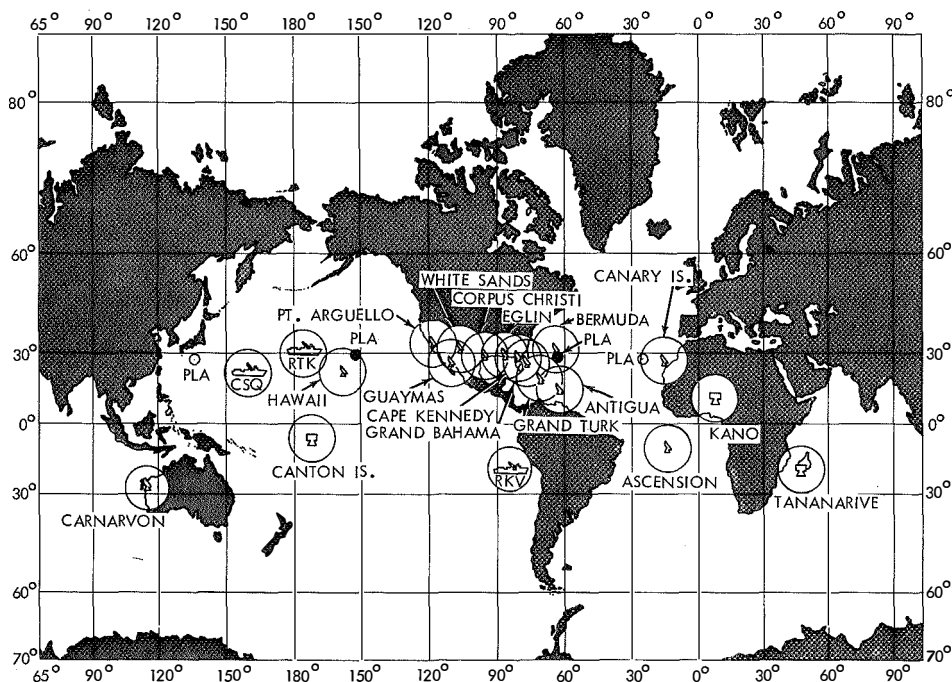 65° 90° 120° 150° 180° 150° 120° 90° 60° 30° 0° 30° 60° 90°
80° 80°
60° 60°
WHITE SANDS CANARY IS.
CORPUS CHRISTI
PT. ARGUELLO EGLIN BERMUDA
30° PLA RTK PLA PLA PLA 30°
CSQ
HAWAII GUAYMAS ANTIGUA
CAPE KENNEDY GRAND TURK KANO
0° GRAND BAHAMA 0°
CANTON IS. RKV ASCENSION TANANARIVE
30° 30°
CARNARVON
60° 60°
70° 70°
65° 90° 120° 150° 180° 150° 120° 90° 60° 30° 0° 30° 60° 90°